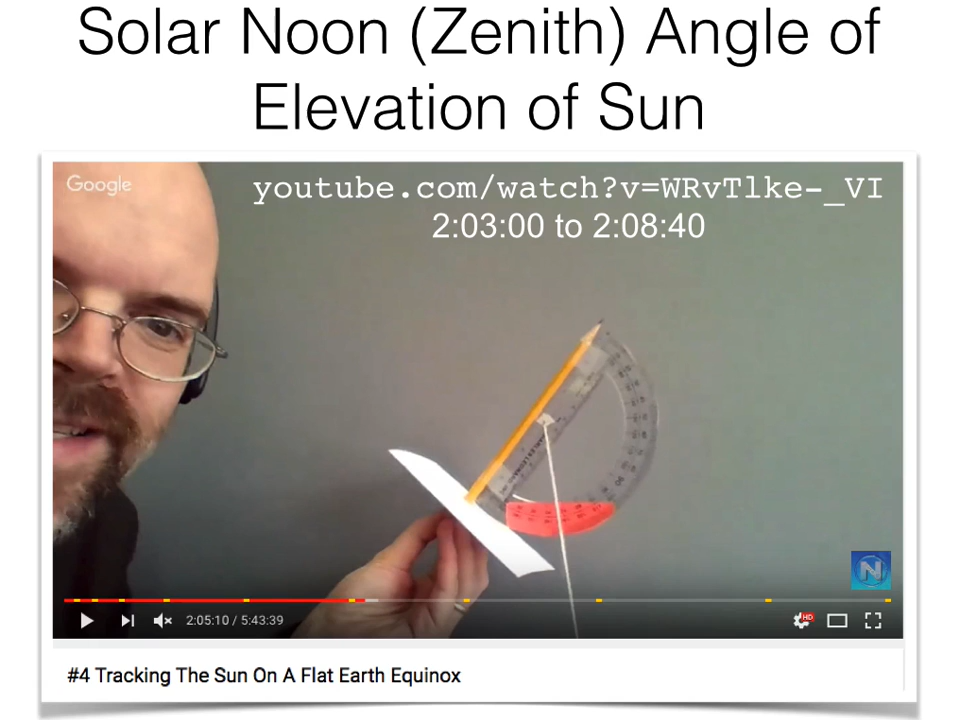 Solar Noon (Zenith) Angle of
Elevation of Sun
Google
youtube.com/watch?v=WRvTlke-_VI
2:03:00 to 2:08:40
N
HD
2:05:10 / 5:43:39
#4 Tracking The Sun On A Flat Earth Equinox